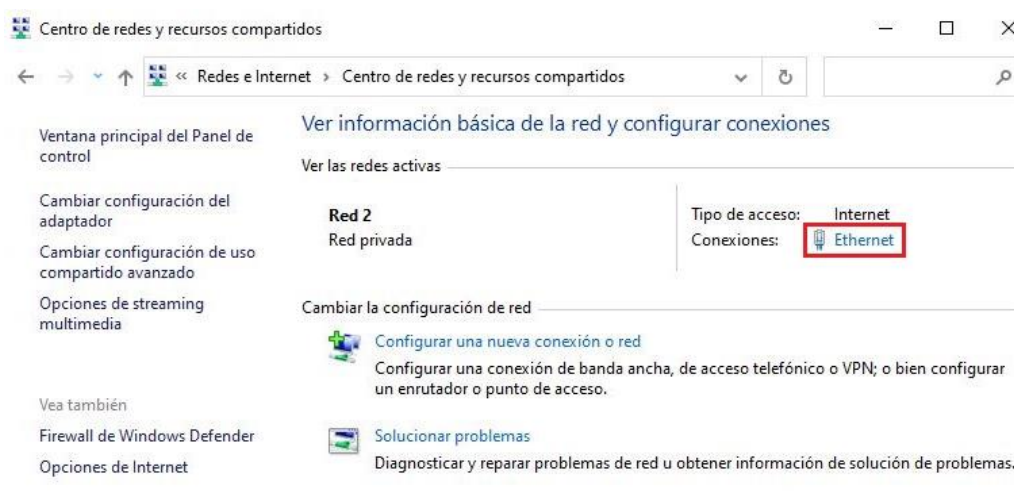 Centro de redes y recursos compartidos
« Redes e Internet › Centro de redes y recursos compartidos
Ventana principal del Panel de
control
Cambiar configuración del
adaptador
Cambiar configuración de uso
compartido avanzado
Opciones de streaming
multimedia
Vea también
Firewall de Windows Defender
Opciones de Internet
Ver información básica de la red y configurar conexiones
Ver las redes activas
Red 2
Red privada
Tipo de acceso: Internet
Conexiones: Ethernet
Cambiar la configuración de red
Configurar una nueva conexión o red
Configurar una conexión de banda ancha, de acceso telefónico o VPN; o bien configurar
un enrutador o punto de acceso.
Solucionar problemas
Diagnosticar y reparar problemas de red u obtener información de solución de problemas.